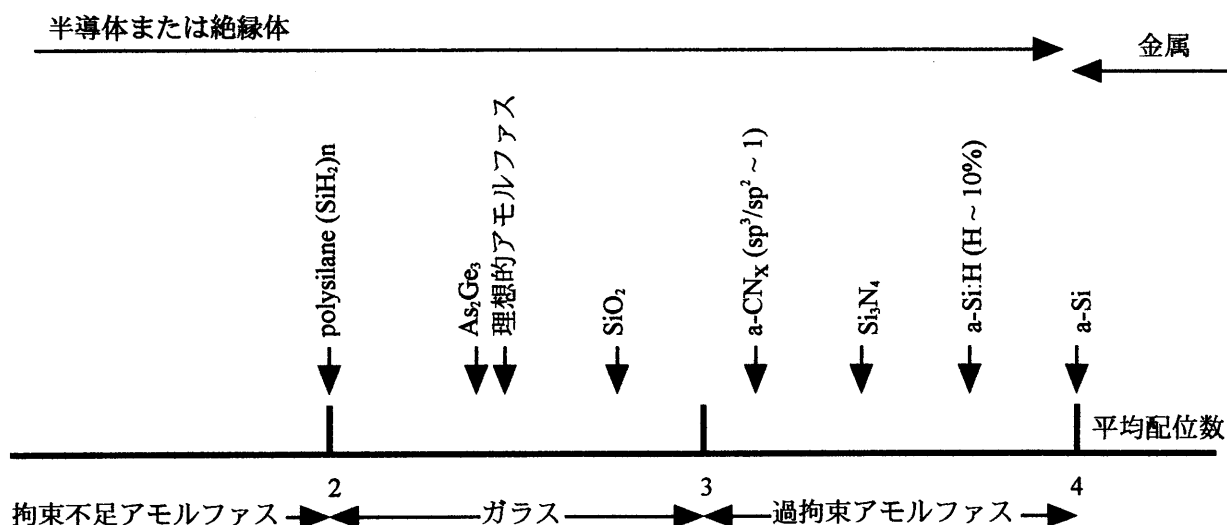 半導体または絶縁体
金属
polysilane (SiH₂)n
As₂Ge₃
理想的アモルファス
SiO₂
a-CNₓ (sp³/sp² ~ 1)
Si₃N₄
a-Si:H (H ~ 10%)
a-Si
平均配位数
2
3
4
拘束不足アモルファス
ガラス
過拘束アモルファス